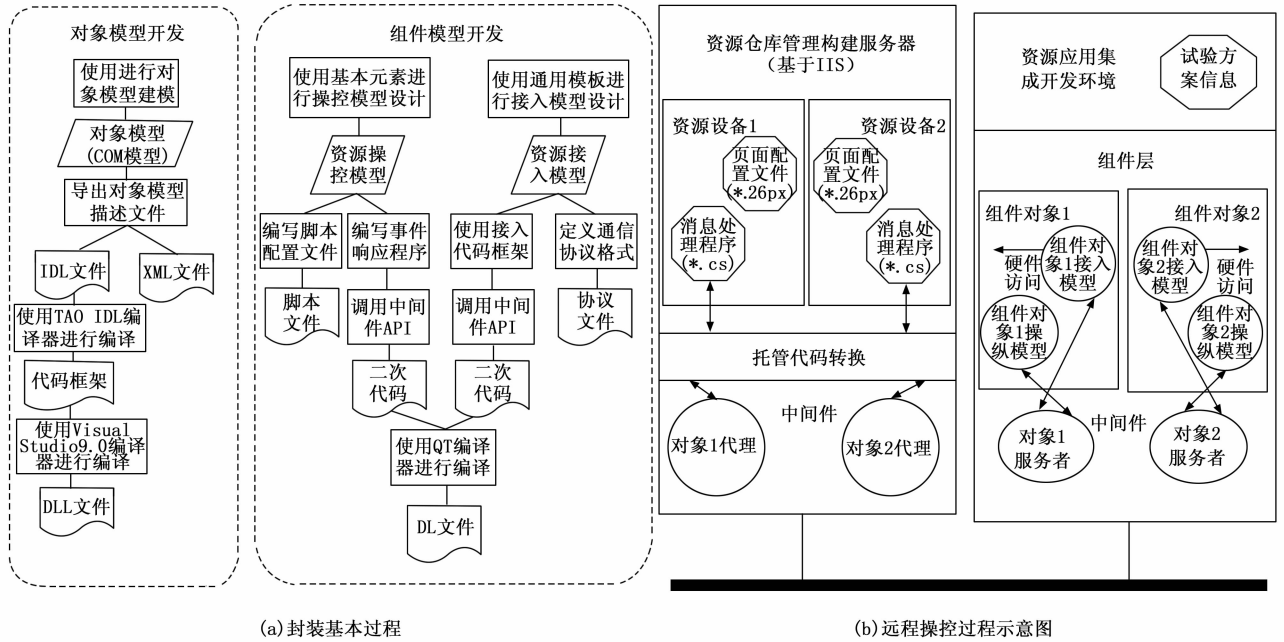 对象模型开发
使用进行对
象模型建模
对象模型
(COM模型)
导出对象模型
描述文件
IDL文件
XML文件
使用TAO IDL编
译器进行编译
代码框架
使用Visual
Studio9.0编译
器进行编译
DLL文件
组件模型开发
使用基本元素进
行操控模型设计
使用通用模板进
行接入模型设计
资源操
控模型
资源接
入模型
编写脚本
配置文件
编写事件
响应程序
使用接入
代码框架
定义通信
协议格式
脚本
文件
调用中间
件API
调用中间
件API
协议
文件
二次
代码
二次
代码
使用QT编译
器进行编译
DL文件
(a)封装基本过程
资源仓库管理构建服务器
(基于IIS)
资源设备1
页面配
置文件
(*.26px)
消息处
理程序
(*.cs)
资源设备2
页面配
置文件
(*.26px)
消息处
理程序
(*.cs)
托管代码转换
中间件
对象1代理
对象2代理
资源应用集
成开发环境
试验方
案信息
组件层
组件对象1
组件对
象1接入
模型
硬件
访问
组件对
象1操
纵模型
组件对象2
组件对
象2接入
模型
硬件
访问
组件对
象2操
纵模型
中间件
对象1
服务者
对象2
服务者
(b)远程操控过程示意图